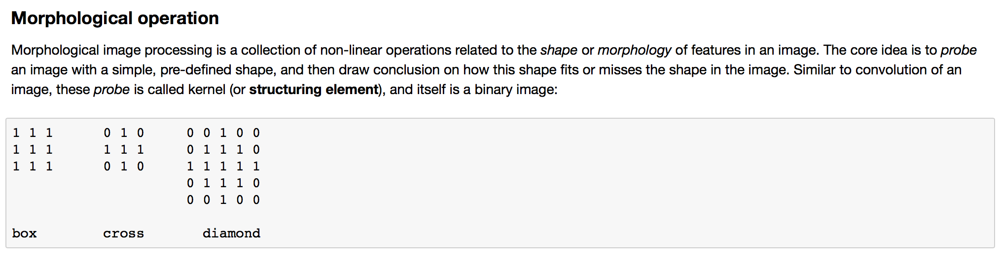 Morphological operation
Morphological image processing is a collection of non-linear operations related to the shape or morphology of features in an image. The core idea is to probe
an image with a simple, pre-defined shape, and then draw conclusion on how this shape fits or misses the shape in the image. Similar to convolution of an
image, these probe is called kernel (or structuring element), and itself is a binary image:
1 1 1      0 1 0     0 0 1 0 0
1 1 1      1 1 1     0 1 1 1 0
1 1 1      0 1 0     1 1 1 1 1
                     0 1 1 1 0
                     0 0 1 0 0
box        cross       diamond